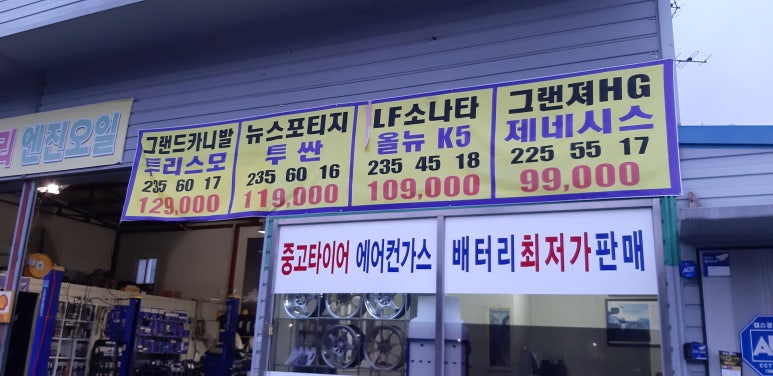 리 엔진오일
그랜드카니발
투리스모
235 60 17
129,000
뉴스포티지
투싼
235 60 16
119,000
LF소나타
올뉴 K5
235 45 18
109,000
그랜져HG
제네시스
225 55 17
99,000
중고타이어 에어컨가스
배터리최저가판매
ADT